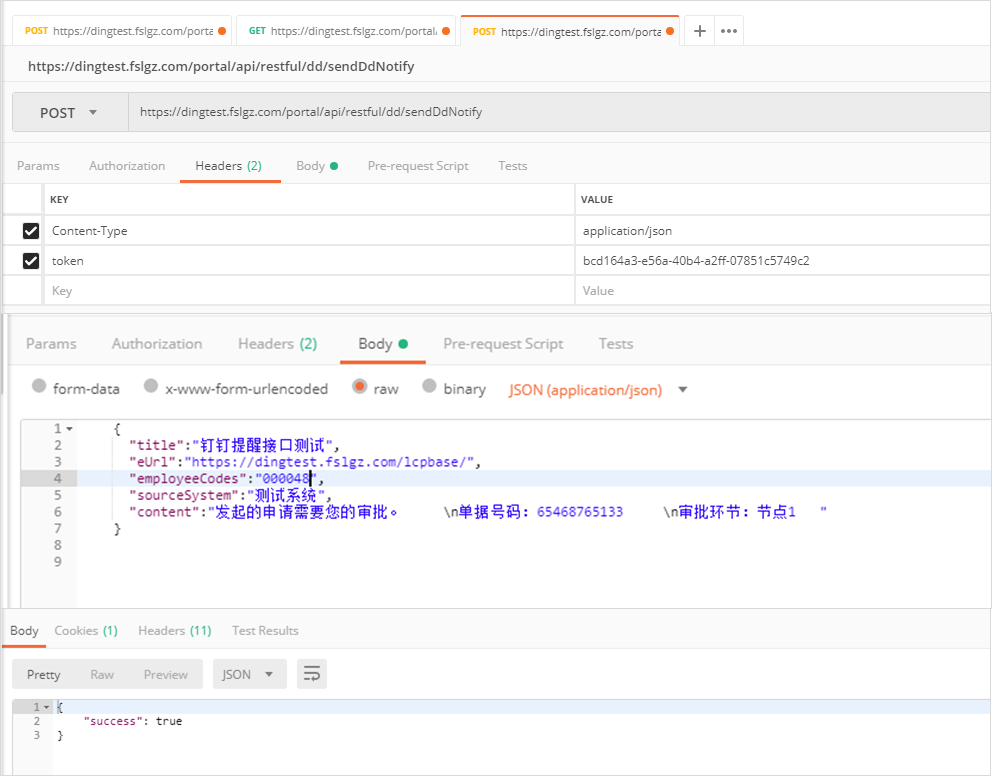 POST https://dingtest.fslgz.com/porta GET https://dingtest.fslgz.com/portal. POST https://dingtest.fslgz.com/porta + •••
https://dingtest.fslgz.com/portal/api/restful/dd/sendDdNotify
POST https://dingtest.fslgz.com/portal/api/restful/dd/sendDdNotify
Params Authorization Headers (2) Body Pre-request Script Tests
KEY VALUE
Content-Type application/json
token bcd164a3-e56a-40b4-a2ff-07851c5749c2
Key Value
Params Authorization Headers (2) Body Pre-request Script Tests
form-data x-www-form-urlencoded raw binary JSON (application/json)
1 {
2 "title":"钉钉提醒接口测试",
3 "eUrl":"https://dingtest.fslgz.com/lcpbase/",
4 "employeeCodes":"000048",
5 "sourceSystem":"测试系统",
6 "content":"发起的申请需要您的审批。 \n单据号码：65468765133 \n审批环节：节点1 "
7 }
8
9
Body Cookies (1) Headers (11) Test Results
Pretty Raw Preview JSON
1 {
2 "success": true
3 }